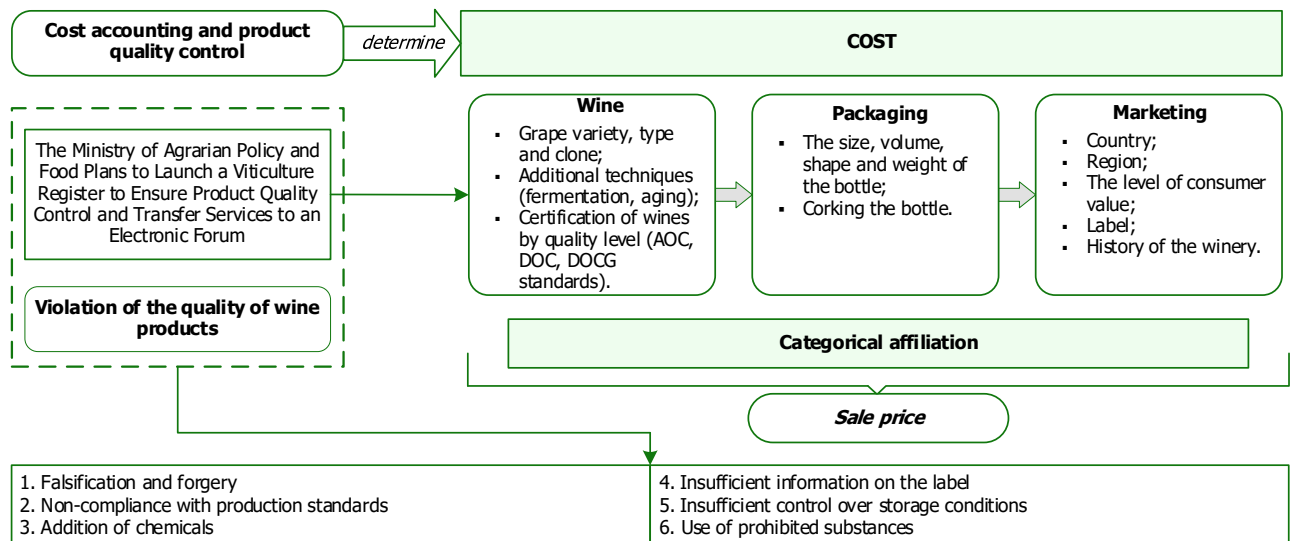 Cost accounting and product
quality control
determine
COST
The Ministry of Agrarian Policy and
Food Plans to Launch a Viticulture
Register to Ensure Product Quality
Control and Transfer Services to an
Electronic Forum
Violation of the quality of wine
products
Wine
▪ Grape variety, type
and clone;
▪ Additional techniques
(fermentation, aging);
▪ Certification of wines
by quality level (AOC,
DOC, DOCG
standards).
Packaging
▪ The size, volume,
shape and weight of
the bottle;
▪ Corking the bottle.
Marketing
▪ Country;
▪ Region;
▪ The level of consumer
value;
▪ Label;
▪ History of the winery.
Categorical affiliation
Sale price
1. Falsification and forgery
2. Non-compliance with production standards
3. Addition of chemicals
4. Insufficient information on the label
5. Insufficient control over storage conditions
6. Use of prohibited substances